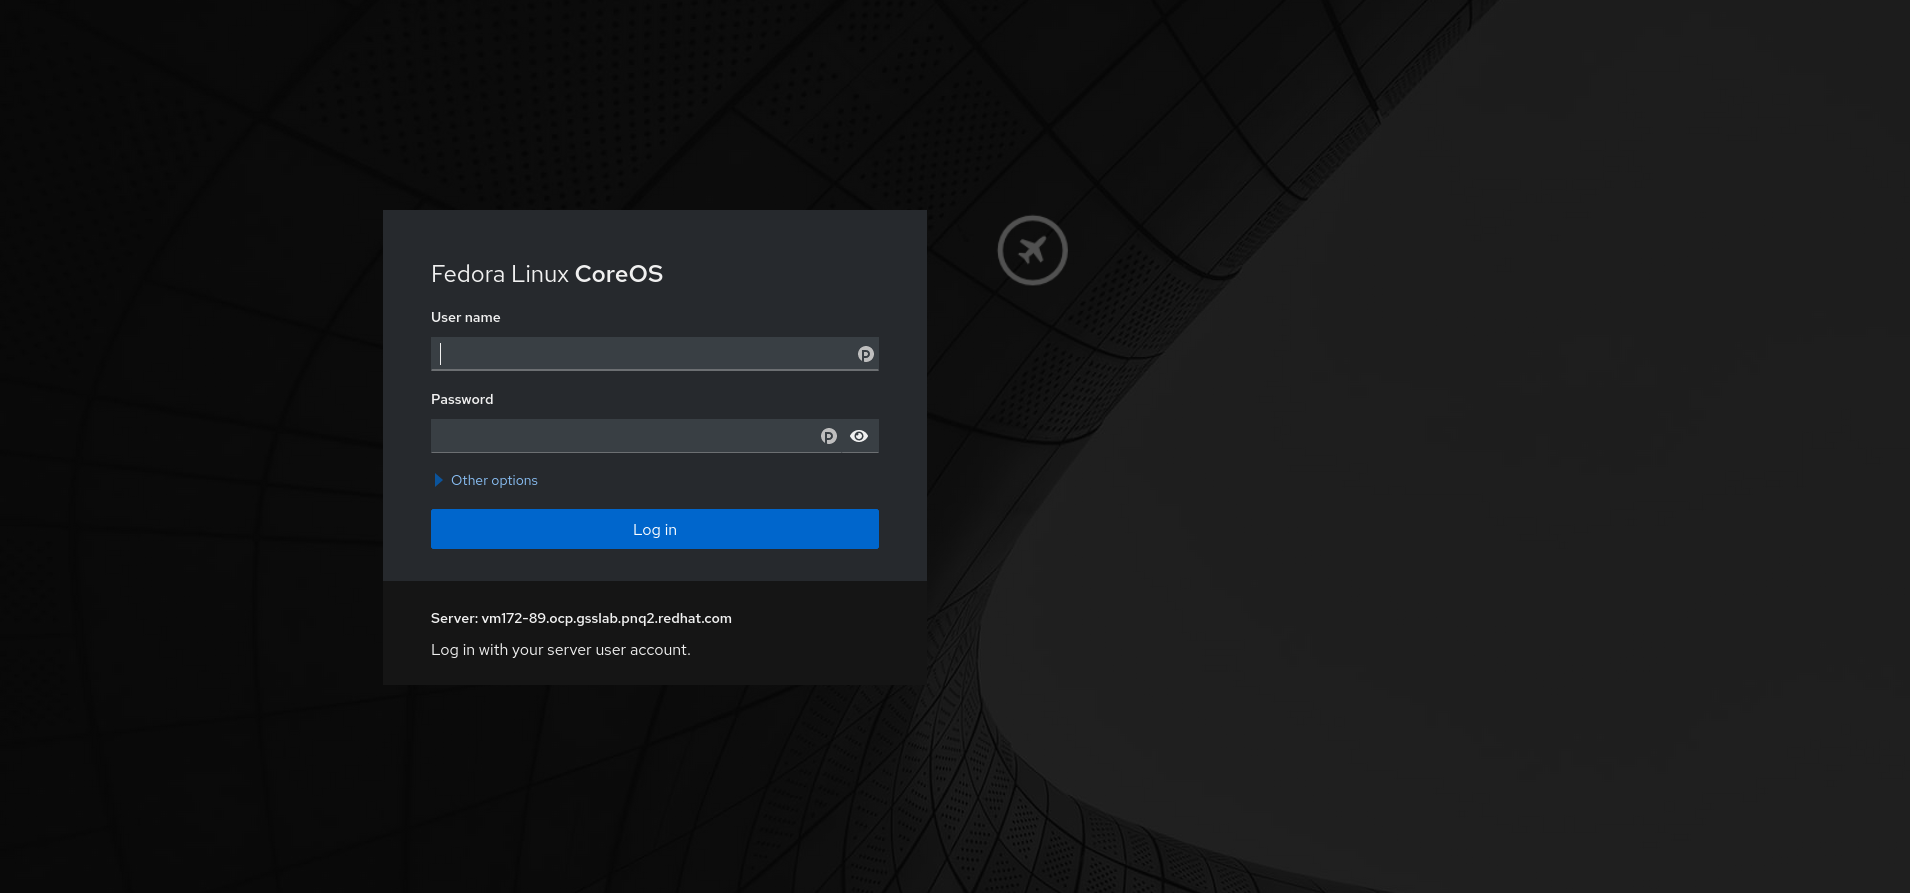 Fedora Linux CoreOS
User name
Password
Other options
Log in
Server: vm172-89.ocp.gsslab.pnq2.redhat.com
Log in with your server user account.